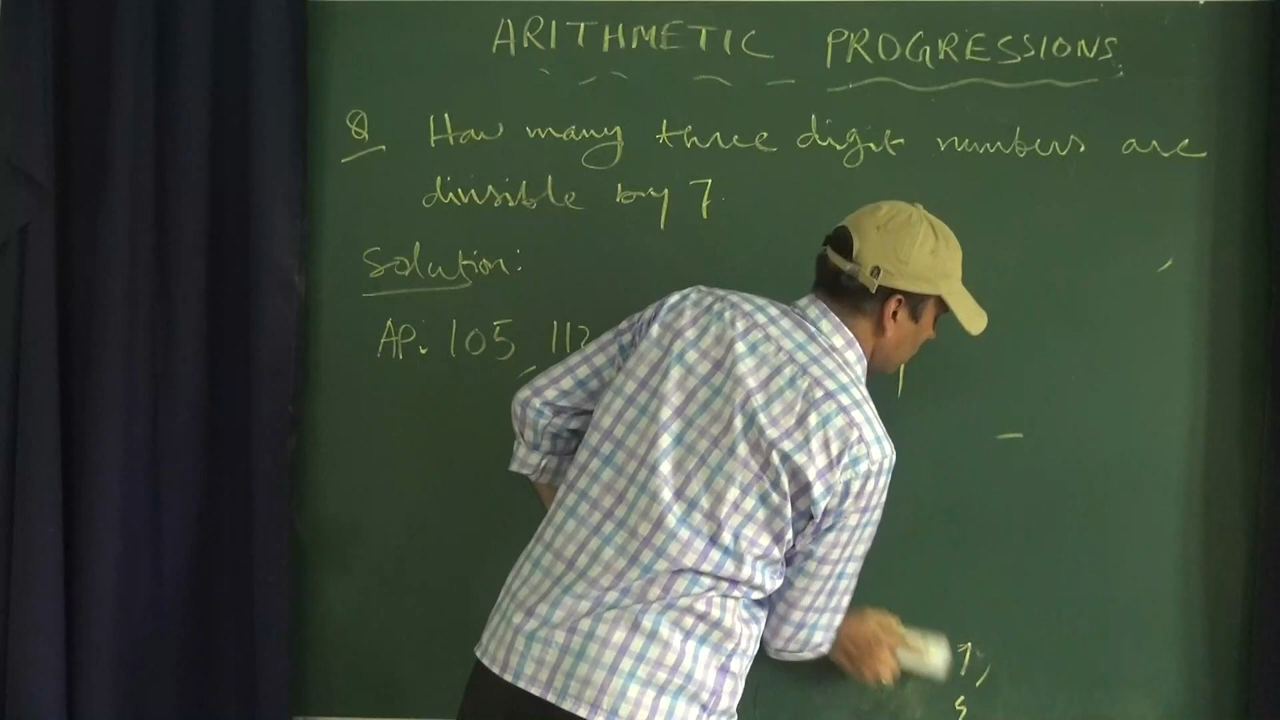 ARITHMETIC PROGRESSIONS
Q How many three digit numbers are
divisible by 7.
Solution:
AP: 105 112